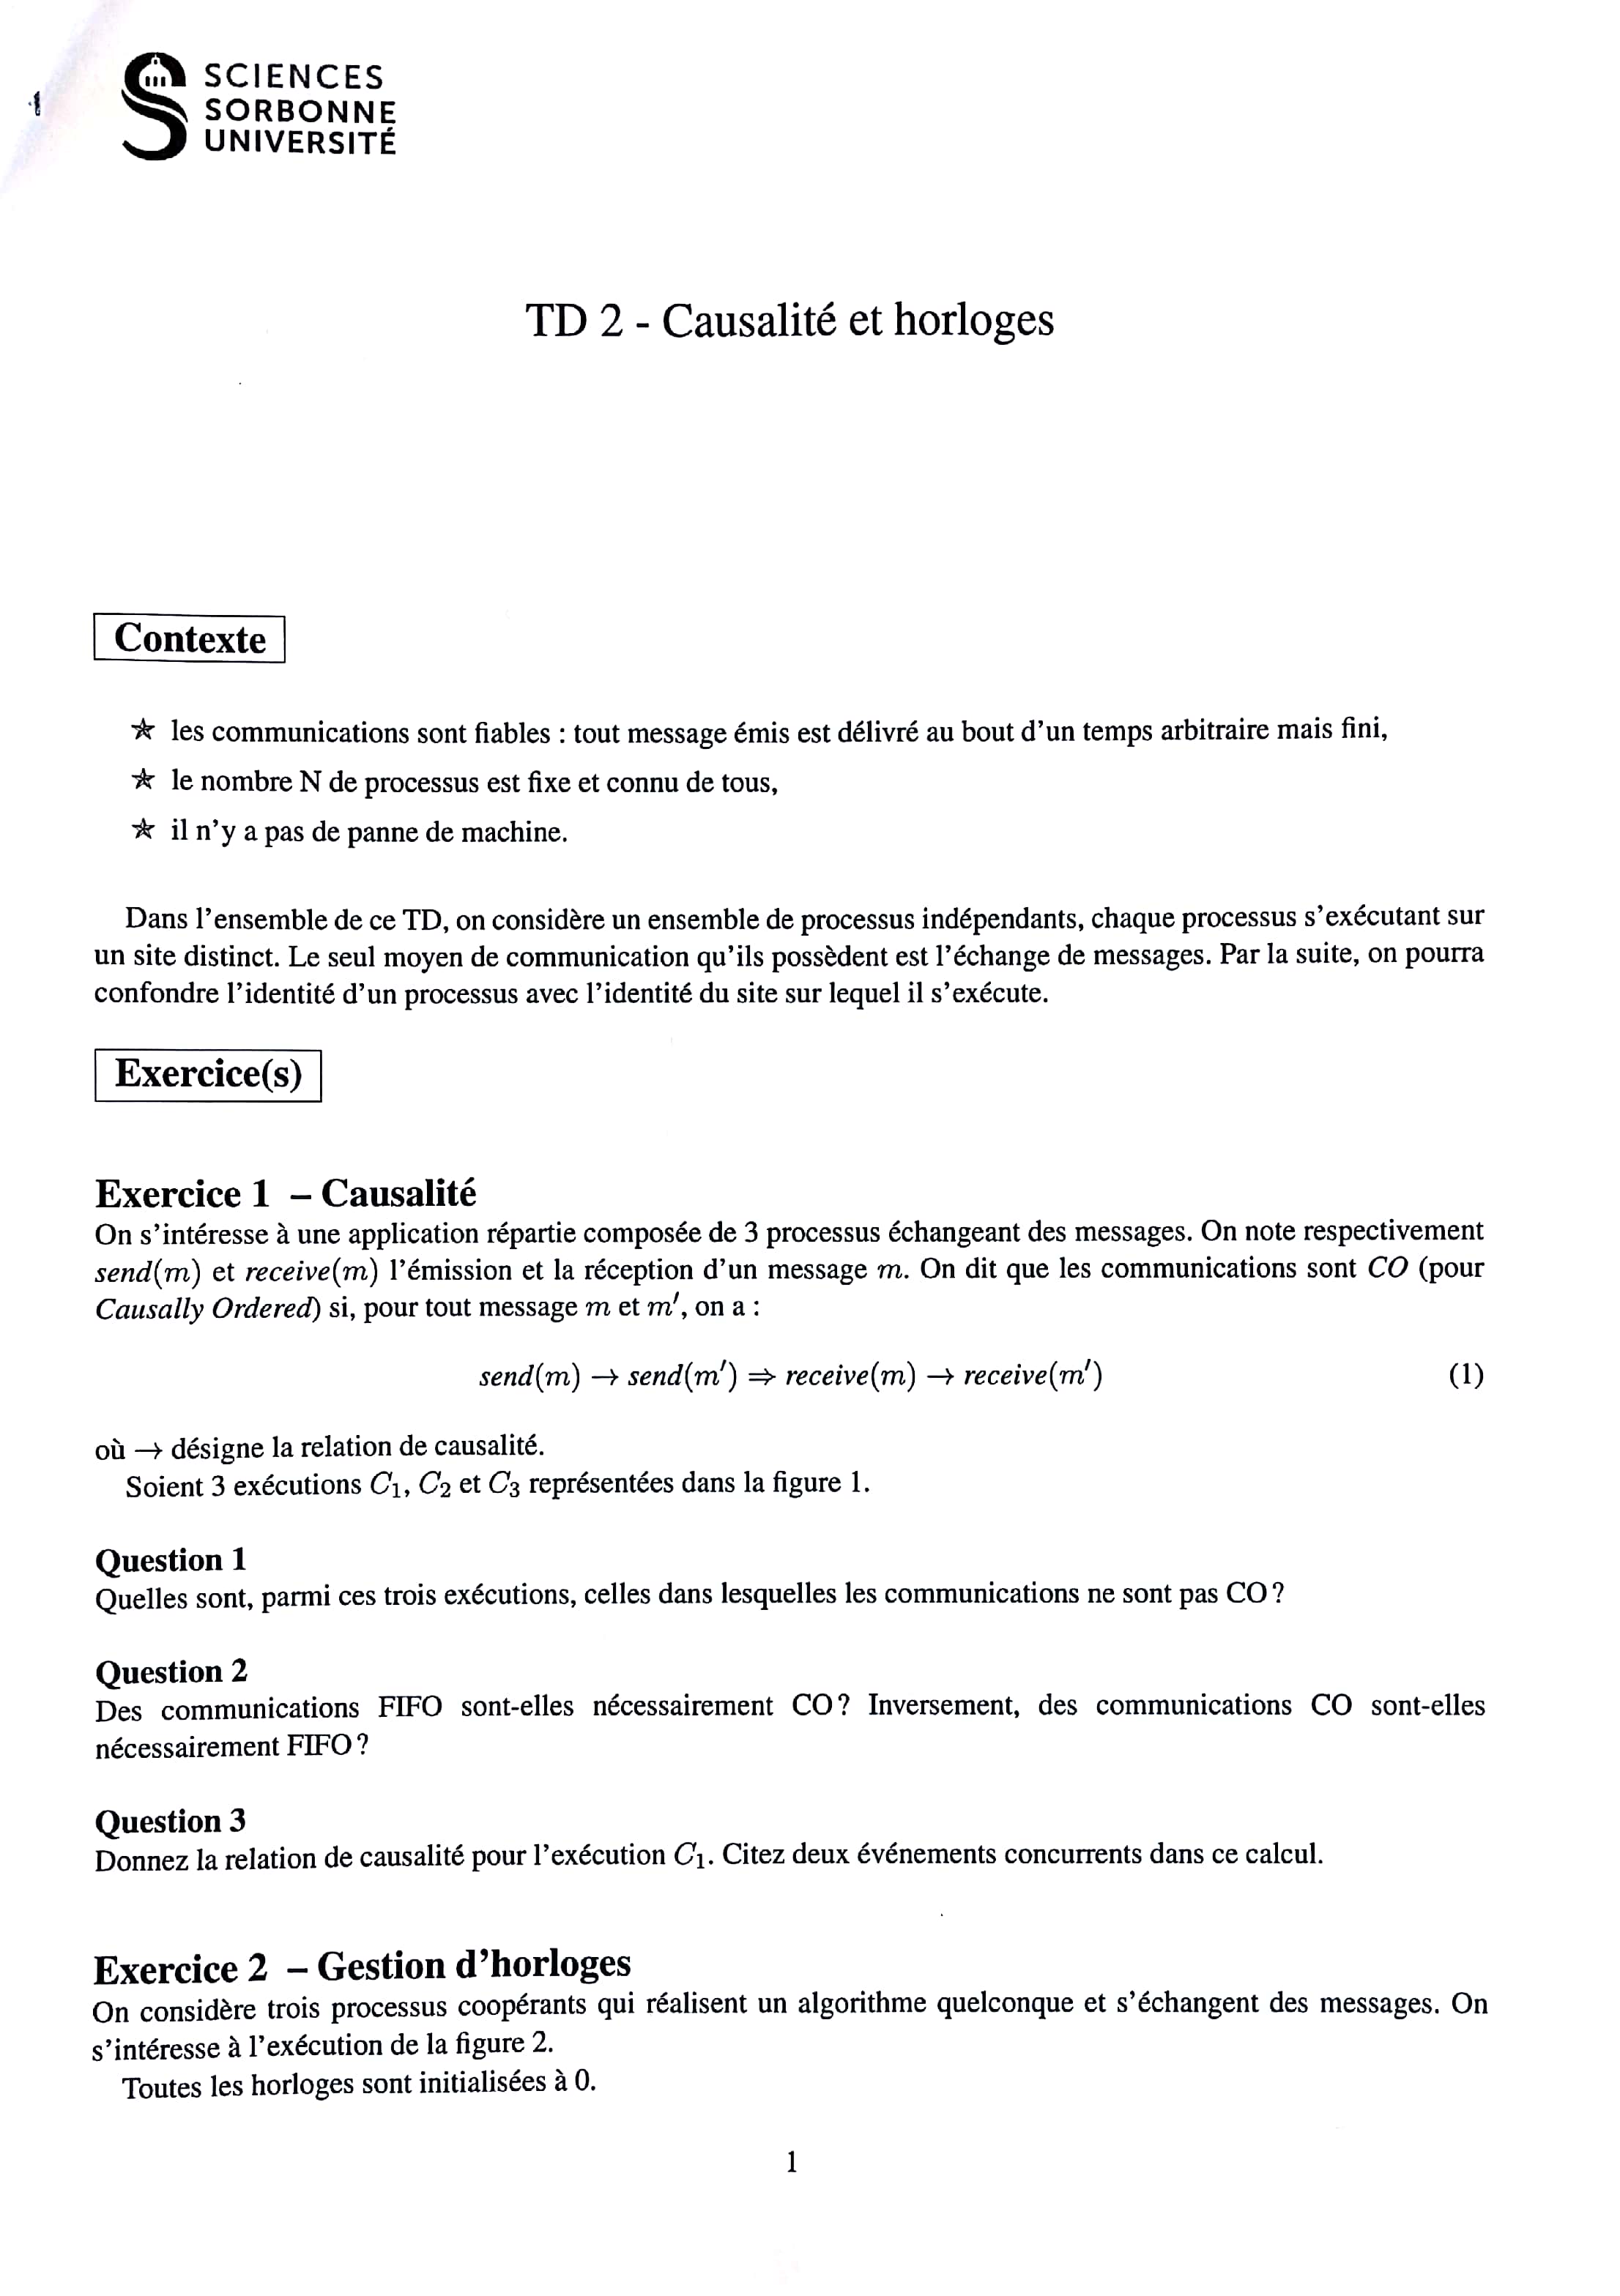 SCIENCES
SORBONNE
UNIVERSITÉ
TD 2 - Causalité et horloges
Contexte
★ les communications sont fiables : tout message émis est délivré au bout d'un temps arbitraire mais fini,
★ le nombre N de processus est fixe et connu de tous,
★ il n'y a pas de panne de machine.
Dans l'ensemble de ce TD, on considère un ensemble de processus indépendants, chaque processus s'exécutant sur
un site distinct. Le seul moyen de communication qu'ils possèdent est l'échange de messages. Par la suite, on pourra
confondre l'identité d'un processus avec l'identité du site sur lequel il s'exécute.
Exercice(s)
Exercice 1 – Causalité
On s'intéresse à une application répartie composée de 3 processus échangeant des messages. On note respectivement
send(m) et receive(m) l'émission et la réception d'un message m. On dit que les communications sont CO (pour
Causally Ordered) si, pour tout message m et m′, on a :
send(m) → send(m′) ⇒ receive(m) → receive(m′) (1)
où → désigne la relation de causalité.
Soient 3 exécutions C₁, C₂ et C₃ représentées dans la figure 1.
Question 1
Quelles sont, parmi ces trois exécutions, celles dans lesquelles les communications ne sont pas CO ?
Question 2
Des communications FIFO sont-elles nécessairement CO ? Inversement, des communications CO sont-elles
nécessairement FIFO ?
Question 3
Donnez la relation de causalité pour l'exécution C₁. Citez deux événements concurrents dans ce calcul.
Exercice 2 – Gestion d'horloges
On considère trois processus coopérants qui réalisent un algorithme quelconque et s'échangent des messages. On
s'intéresse à l'exécution de la figure 2.
Toutes les horloges sont initialisées à 0.
1